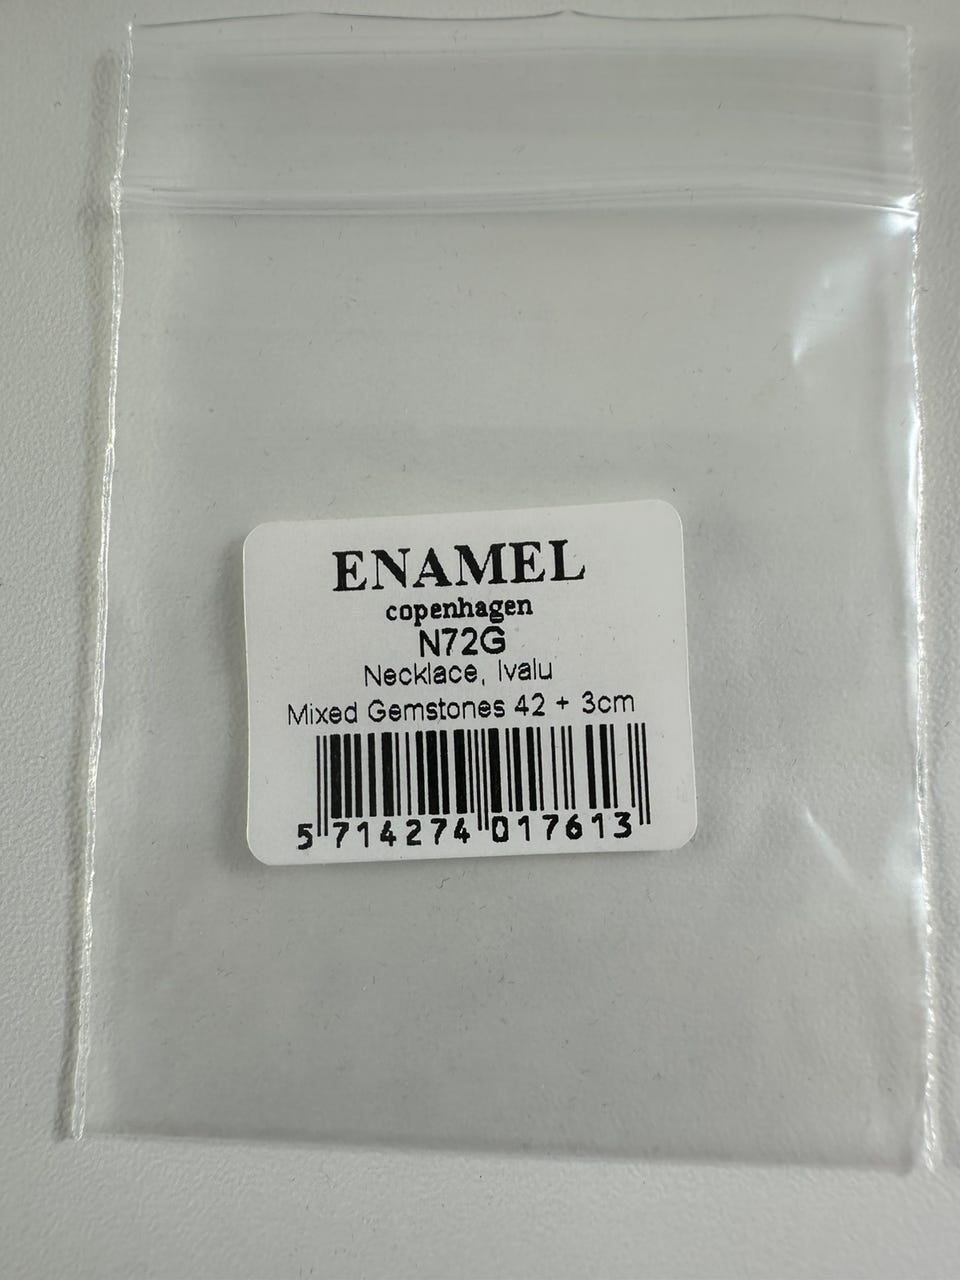 ENAMEL
copenhagen
N72G
Necklace, Ivalu
Mixed Gemstones 42 + 3cm
5 714274 017613